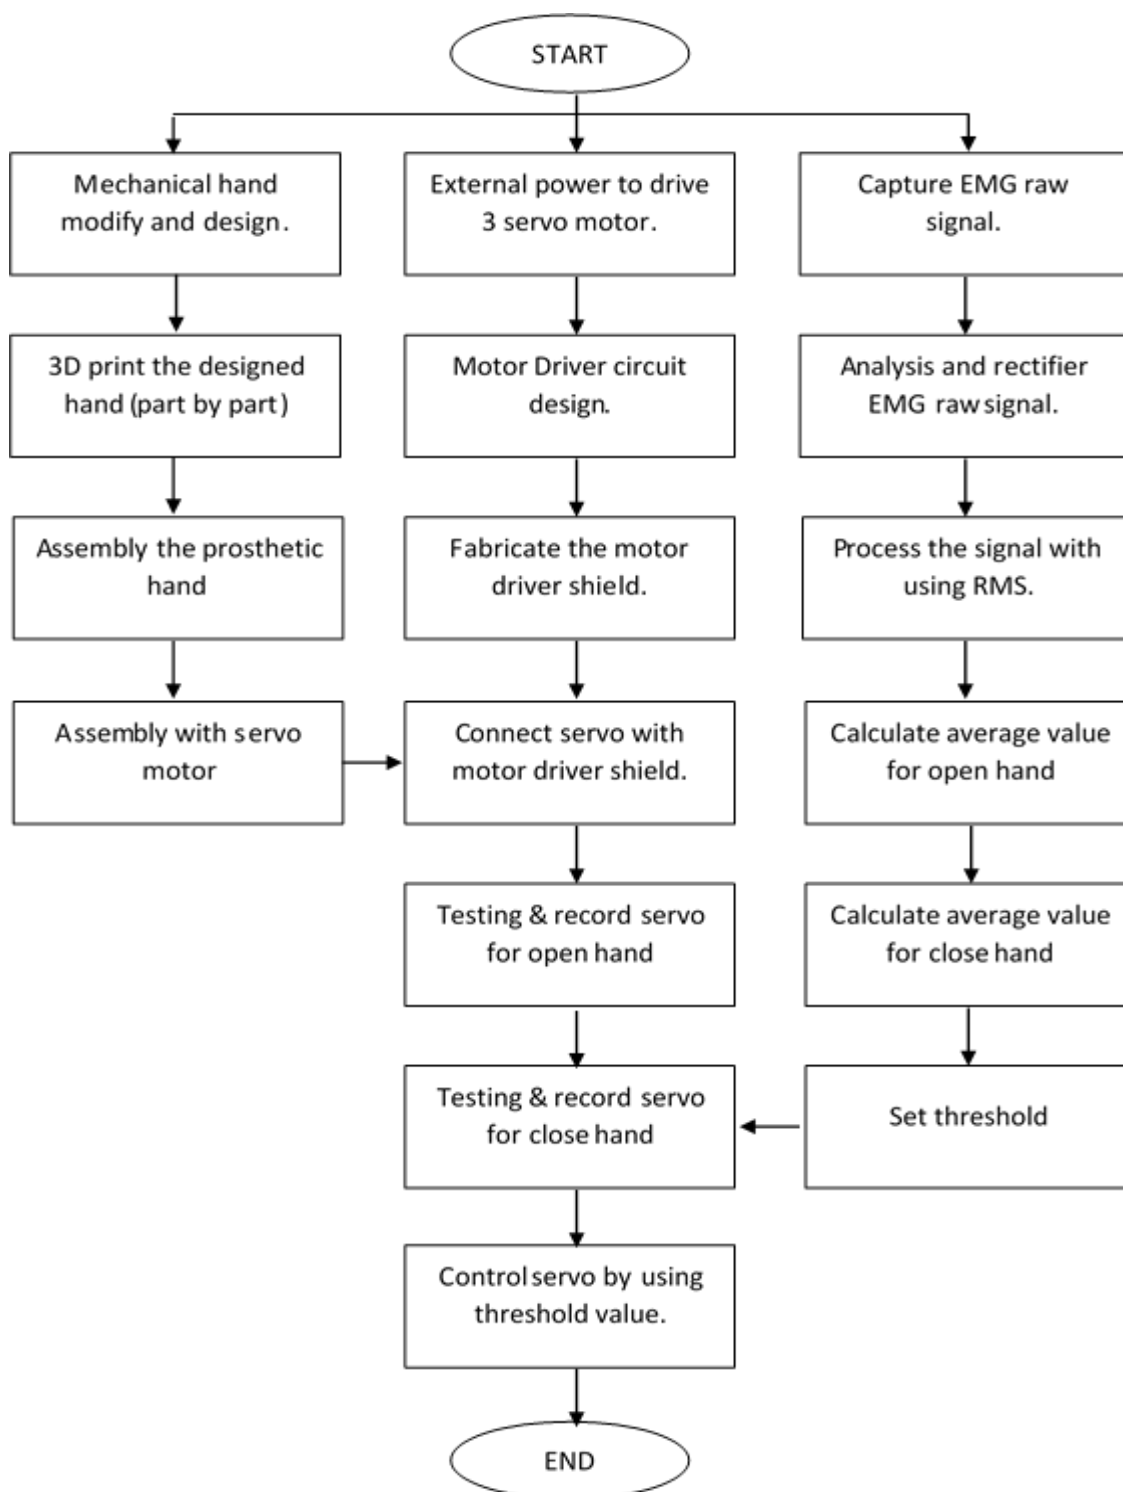 START
Mechanical hand
modify and design.
External power to drive
3 servo motor.
Capture EMG raw
signal.
3D print the designed
hand (part by part)
Motor Driver circuit
design.
Analysis and rectifier
EMG raw signal.
Assembly the prosthetic
hand
Fabricate the motor
driver shield.
Process the signal with
using RMS.
Assembly with servo
motor
Connect servo with
motor driver shield.
Calculate average value
for open hand
Testing & record servo
for open hand
Calculate average value
for close hand
Testing & record servo
for close hand
Set threshold
Control servo by using
threshold value.
END